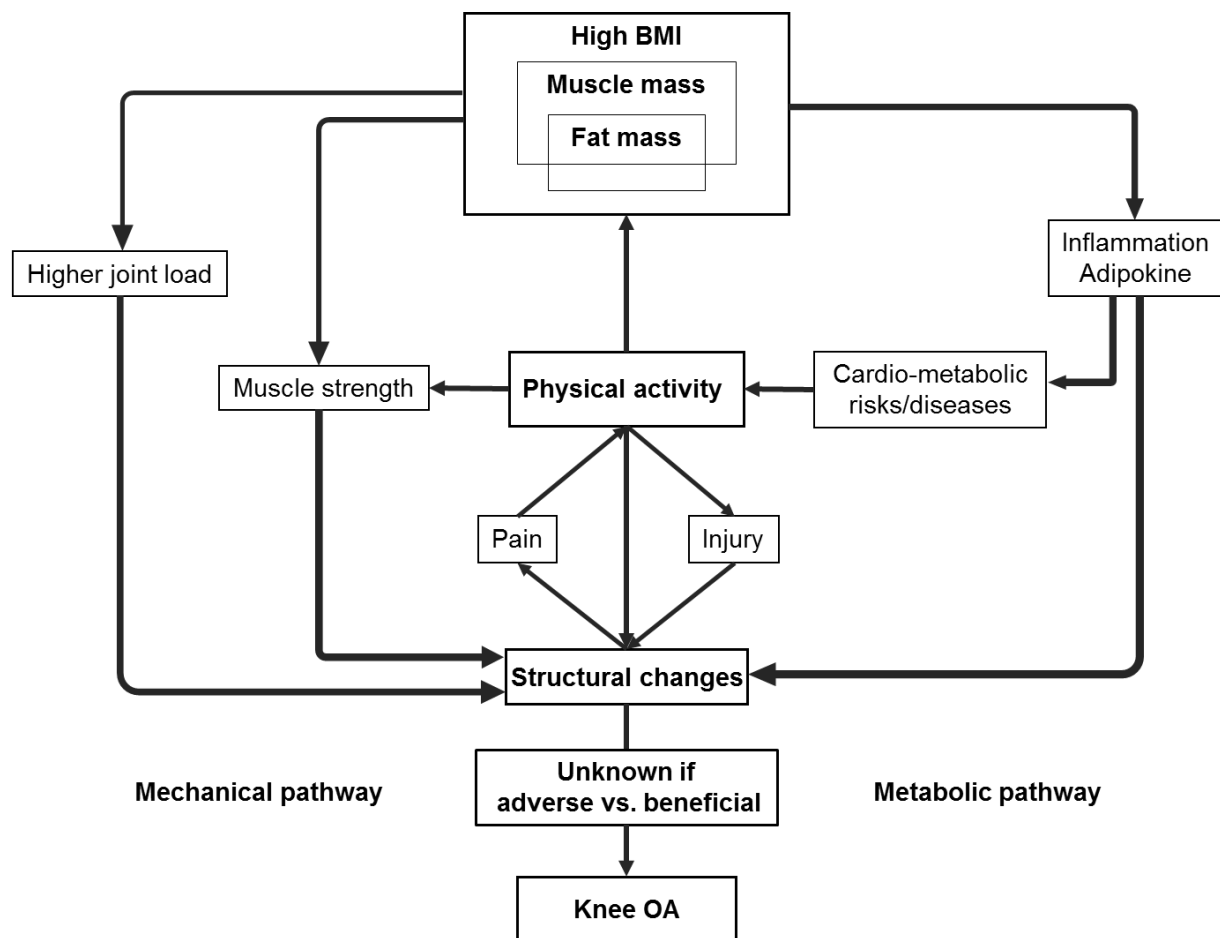 High BMI
Muscle mass
Fat mass
Higher joint load
Inflammation
Adipokine
Muscle strength
Physical activity
Cardio-metabolic
risks/diseases
Pain
Injury
Structural changes
Unknown if
adverse vs. beneficial
Mechanical pathway
Metabolic pathway
Knee OA